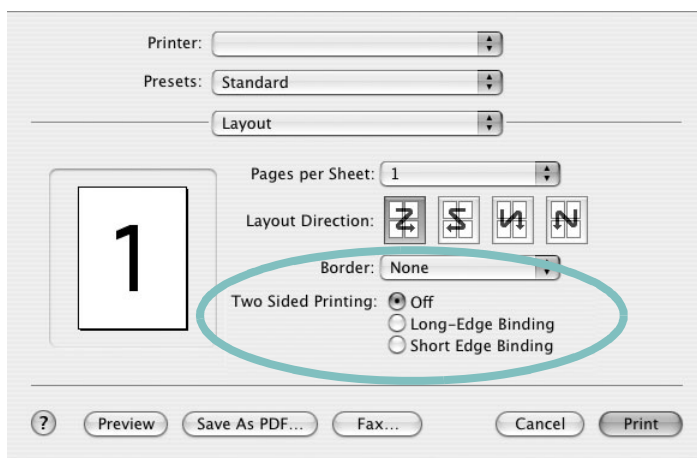 Printer:
Presets: Standard
Layout
Pages per Sheet: 1
Layout Direction:
1
Border: None
Two Sided Printing: Off
Long-Edge Binding
Short Edge Binding
? Preview Save As PDF... Fax... Cancel Print